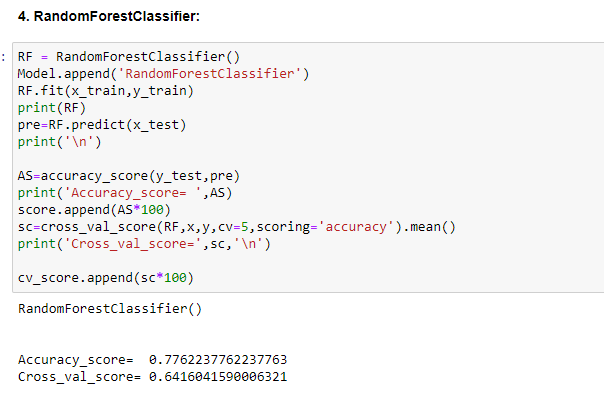 4. RandomForestClassifier:
: RF = RandomForestClassifier()
Model.append('RandomForestClassifier')
RF.fit(x_train,y_train)
print(RF)
pre=RF.predict(x_test)
print('\n')
AS=accuracy_score(y_test,pre)
print('Accuracy_score= ',AS)
score.append(AS*100)
sc=cross_val_score(RF,x,y,cv=5,scoring='accuracy').mean()
print('Cross_val_score=',sc,'\n')
cv_score.append(sc*100)
RandomForestClassifier()
Accuracy_score=  0.7762237762237763
Cross_val_score= 0.6416041590006321